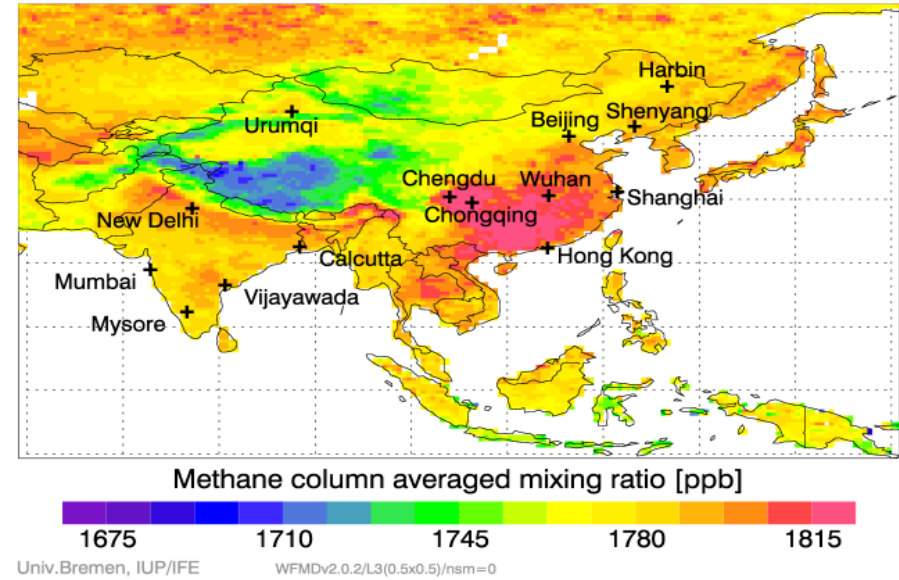 Harbin
Urumqi
Beijing
Shenyang
Chengdu
Wuhan
Shanghai
Chongqing
New Delhi
Hong Kong
Calcutta
Mumbai
Vijayawada
Mysore
Methane column averaged mixing ratio [ppb]
1675 1710 1745 1780 1815
Univ.Bremen, IUP/IFE WFMDv2.0.2/L3(0.5x0.5)/nsm=0